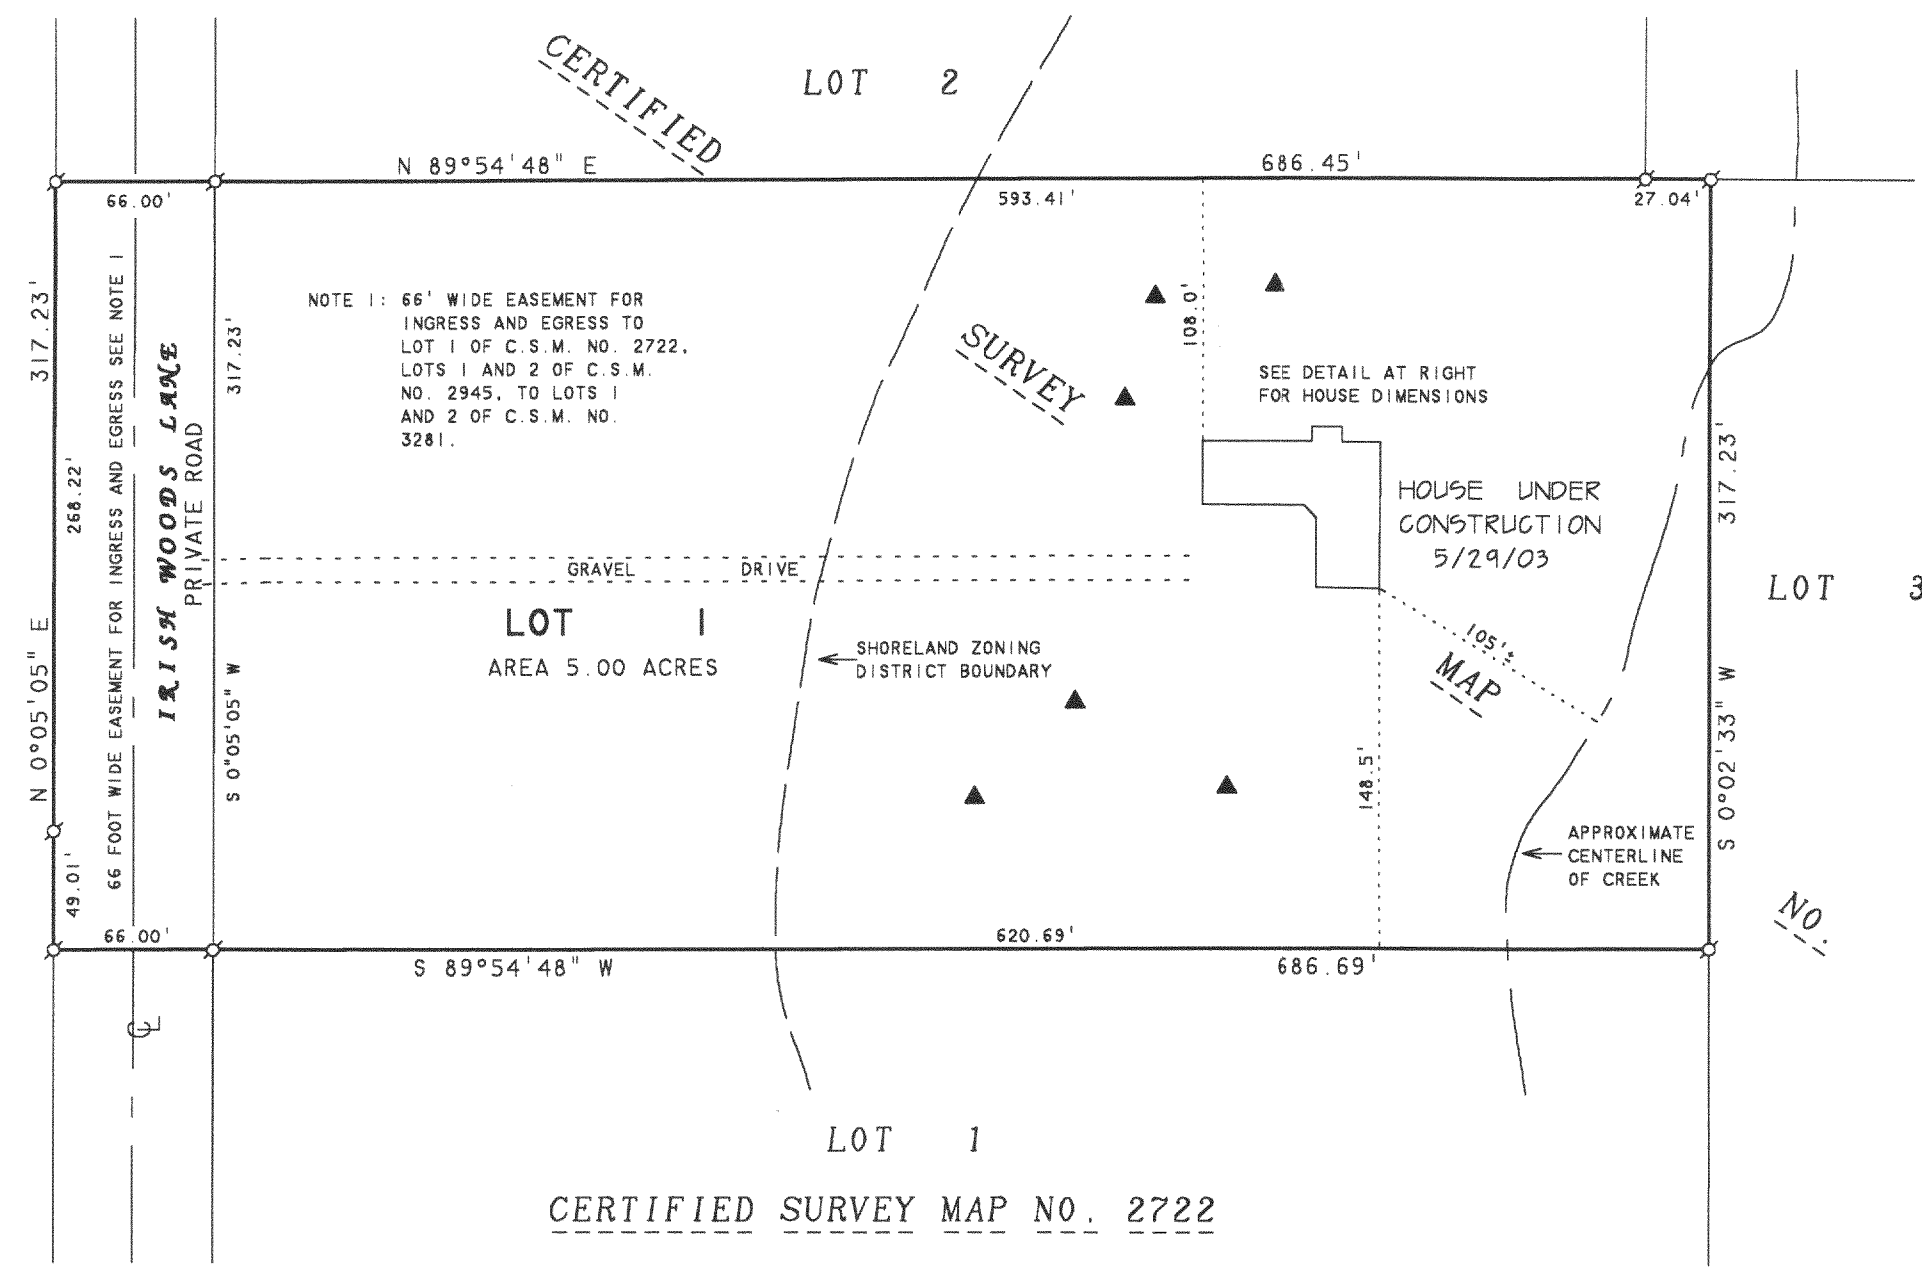 CERTIFIED
LOT 2
N 89°54'48" E
686.45'
66.00'
593.41'
27.04'
317.23'
268.22'
N 0°05'05" E
49.01'
66 FOOT WIDE EASEMENT FOR INGRESS AND EGRESS SEE NOTE 1
IRISH WOODS LANE
PRIVATE ROAD
317.23'
S 0°05'05" W
NOTE 1: 66' WIDE EASEMENT FOR
INGRESS AND EGRESS TO
LOT 1 OF C.S.M. NO. 2722,
LOTS 1 AND 2 OF C.S.M.
NO. 2945, TO LOTS 1
AND 2 OF C.S.M. NO.
3281.
SURVEY
108.0'
SEE DETAIL AT RIGHT
FOR HOUSE DIMENSIONS
HOUSE UNDER
CONSTRUCTION
5/29/03
317.23'
S 0°02'33" W
LOT 3
GRAVEL DRIVE
LOT 1
AREA 5.00 ACRES
SHORELAND ZONING
DISTRICT BOUNDARY
105'±
MAP
148.5'
APPROXIMATE
CENTERLINE
OF CREEK
NO.
66.00'
620.69'
S 89°54'48" W
686.69'
CL
LOT 1
CERTIFIED SURVEY MAP NO. 2722